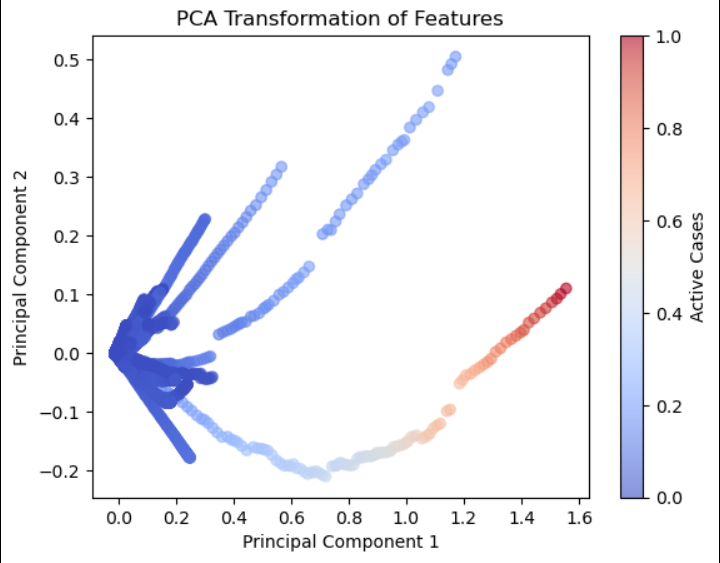 PCA Transformation of Features
Principal Component 2
0.5
0.4
0.3
0.2
0.1
0.0
−0.1
−0.2
0.0 0.2 0.4 0.6 0.8 1.0 1.2 1.4 1.6
Principal Component 1
1.0
0.8
0.6
0.4
0.2
0.0
Active Cases